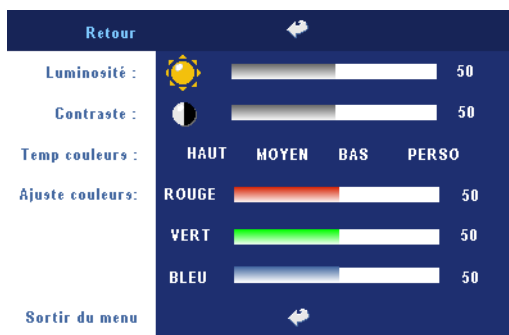 Retour
Luminosité : 50
Contraste : 50
Temp couleurs : HAUT MOYEN BAS PERSO
Ajuste couleurs: ROUGE 50
VERT 50
BLEU 50
Sortir du menu